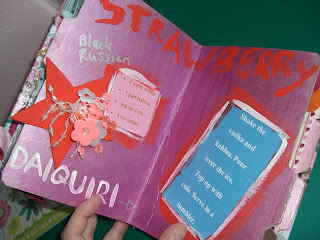 STRAWBERRY
Black
Russian
DAIQUIRI
Shake the
vodka and
kahlua. Pour
over the ice.
Top up with
cola. Serve in a
tumbler.